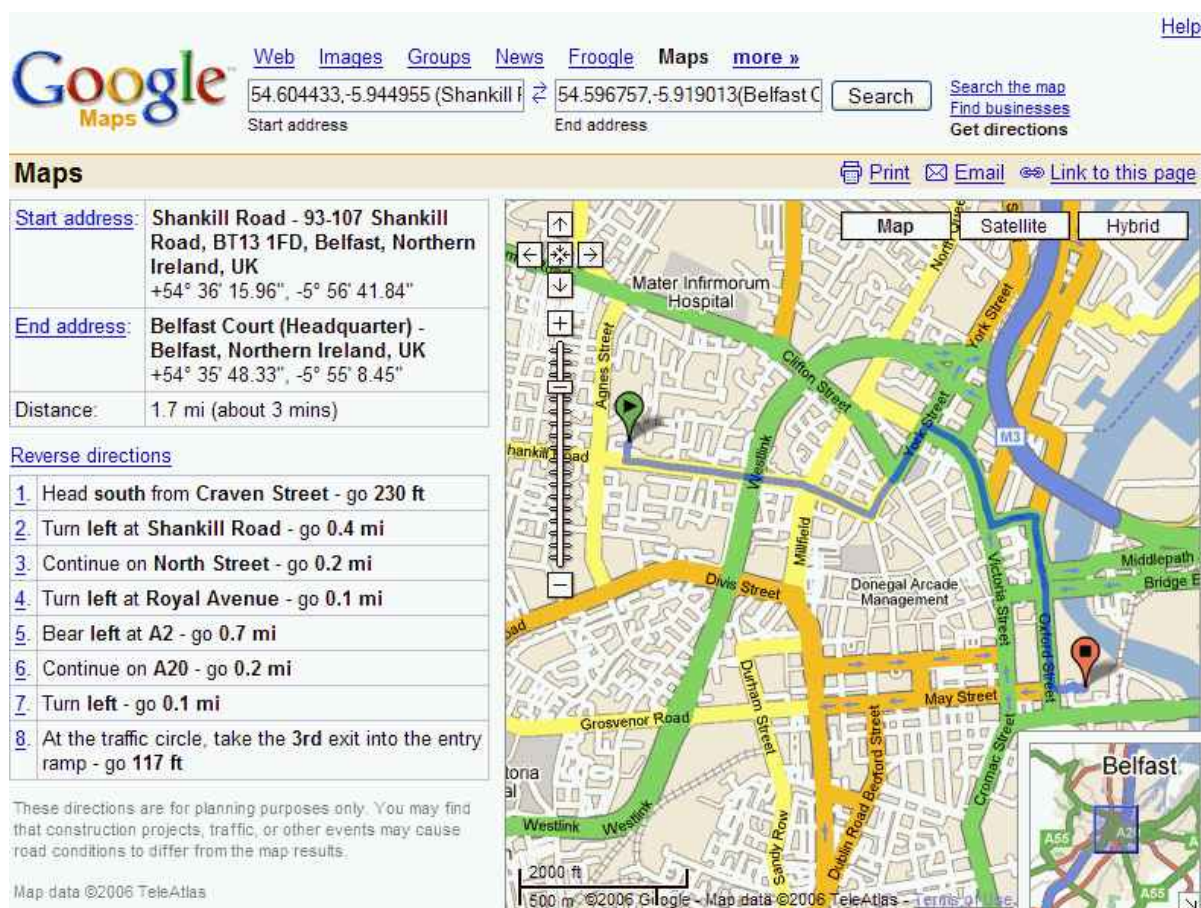 Help
Google
Maps
Web Images Groups News Froogle Maps more »
54.604433,-5.944955 (Shankill 54.596757,-5.919013(Belfast C Search
Start address End address
Search the map
Find businesses
Get directions
Maps Print Email Link to this page
Start address: Shankill Road - 93-107 Shankill
Road, BT13 1FD, Belfast, Northern
Ireland, UK
+54° 36' 15.96", -5° 56' 41.84"
End address: Belfast Court (Headquarter) -
Belfast, Northern Ireland, UK
+54° 35' 48.33", -5° 55' 8.45"
Distance: 1.7 mi (about 3 mins)
Reverse directions
1. Head south from Craven Street - go 230 ft
2. Turn left at Shankill Road - go 0.4 mi
3. Continue on North Street - go 0.2 mi
4. Turn left at Royal Avenue - go 0.1 mi
5. Bear left at A2 - go 0.7 mi
6. Continue on A20 - go 0.2 mi
7. Turn left - go 0.1 mi
8. At the traffic circle, take the 3rd exit into the entry
ramp - go 117 ft
These directions are for planning purposes only. You may find
that construction projects, traffic, or other events may cause
road conditions to differ from the map results.
Map data ©2006 TeleAtlas
Map Satellite Hybrid
North Quee
Mater Infirmorum
Hospital
York Street
Agnes Street
Clifton Street
York Street
M3
hankill Road
Westlink
Millfield
Middlepath
Bridge E
Divis Street
Donegal Arcade
Management
Victoria Street
Oxford Street
oad
Durham Street
May Street
Grosvenor Road
Bedford Street
Cromac Street
toria
al
Westlink Westlink
Sandy Row
Dublin Road
Belfast
A55
A2
A55
2000 ft
500 m ©2006 Google - Map data ©2006 TeleAtlas - Terms of Use